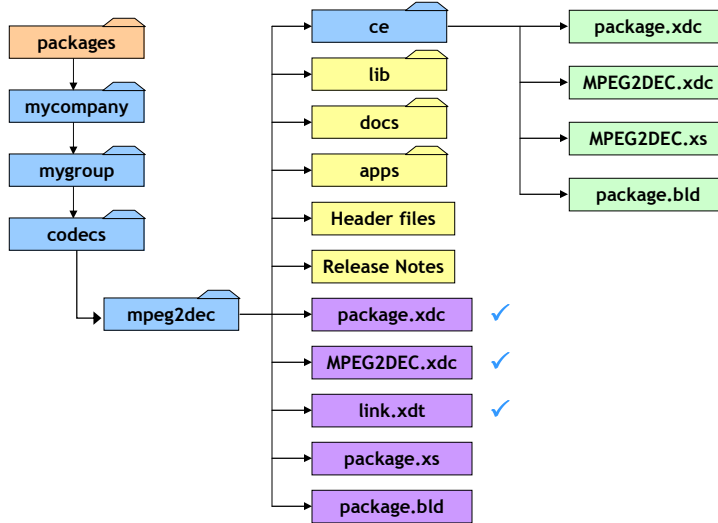 packages
mycompany
mygroup
codecs
mpeg2dec
ce
lib
docs
apps
Header files
Release Notes
package.xdc
MPEG2DEC.xdc
link.xdt
package.xs
package.bld
package.xdc
MPEG2DEC.xdc
MPEG2DEC.xs
package.bld